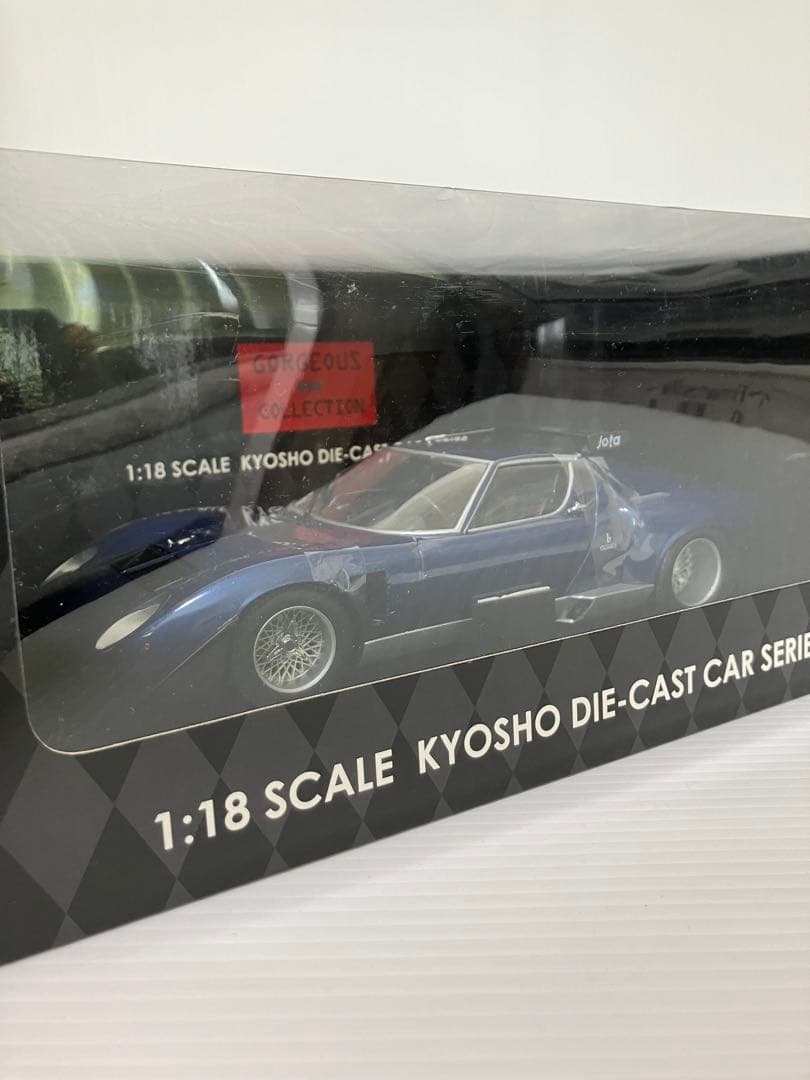 GORGEOUS
COLLECTION
1:18 SCALE KYOSHO DIE-CAST
Jota
1:18 SCALE KYOSHO DIE-CAST CAR SERIE